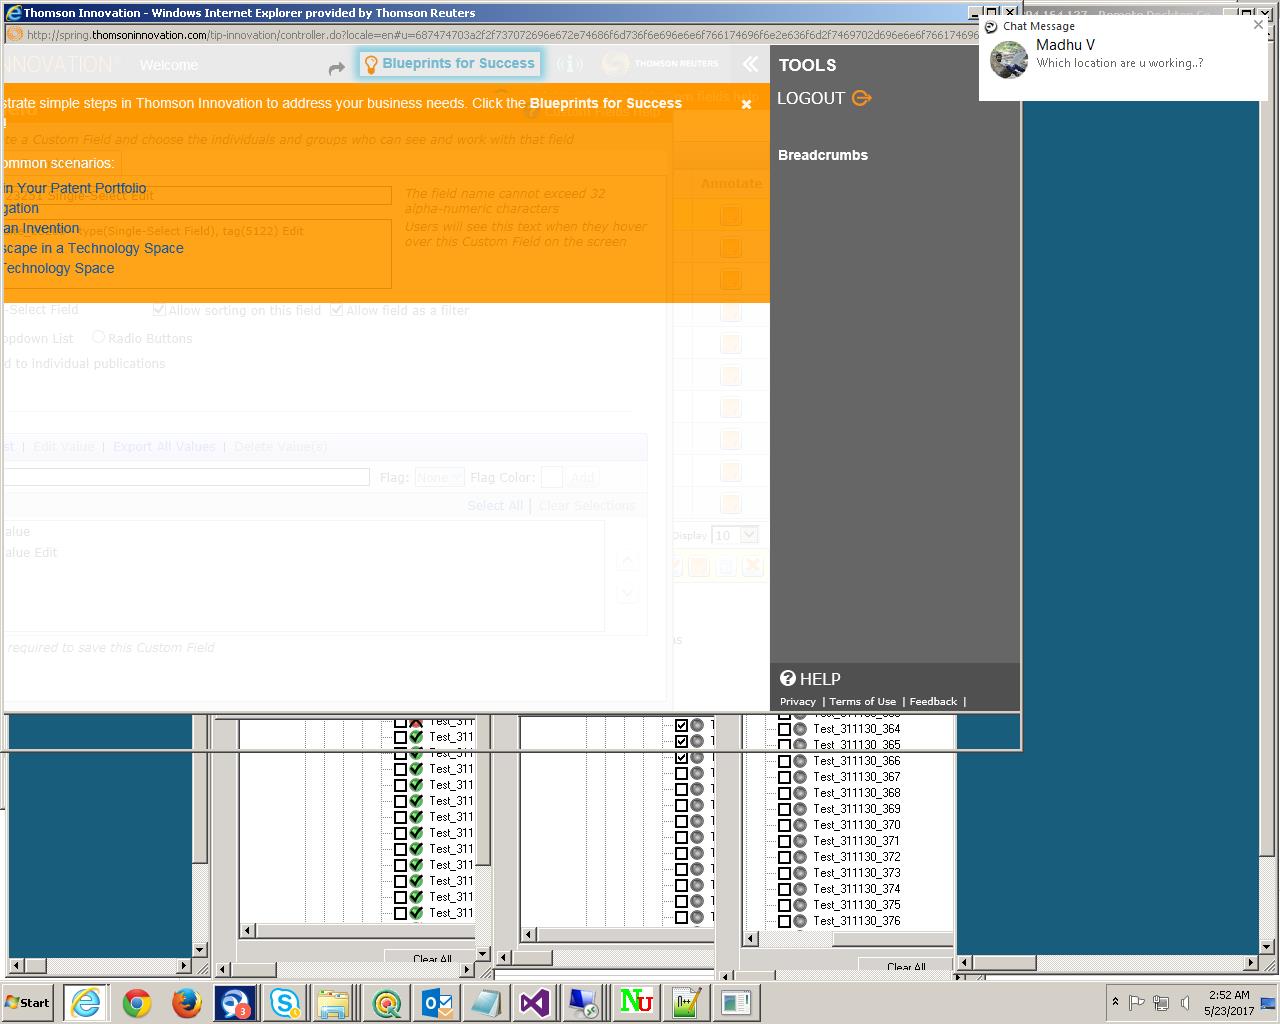 Thomson Innovation - Windows Internet Explorer provided by Thomson Reuters
http://spring.thomsoninnovation.com/tip-innovation/controller.do?locale=en#u=
INNOVATION Welcome
Blueprints for Success
THOMSON REUTERS
TOOLS
LOGOUT
Breadcrumbs
Chat Message
Madhu V
Which location are u working..?
strate simple steps in Thomson Innovation to address your business needs. Click the Blueprints for Success
Custom Fields Help
te a Custom Field and choose the individuals and groups who can see and work with that field
ommon scenarios:
in Your Patent Portfolio
23251 Single-Select Edit
gation
an Invention
type(Single-Select Field), tag(5122) Edit
scape in a Technology Space
Technology Space
The field name cannot exceed 32
alpha-numeric characters
Users will see this text when they hover
over this Custom Field on the screen
Annotate
-Select Field
Allow sorting on this field
Allow field as a filter
opdown List
Radio Buttons
d to individual publications
st | Edit Value | Export All Values | Delete Value(s)
Flag: None Flag Color: Add
Select All | Clear Selections
alue
alue Edit
Display 10
required to save this Custom Field
HELP
Privacy | Terms of Use | Feedback |
Test_311
Test_311
Test_311
Test_311
Test_311
Test_311
Test_311
Test_311
Test_311
Test_311
Test_311
Test_311
Test_311
Clear All
Test_311130_364
Test_311130_365
Test_311130_366
Test_311130_367
Test_311130_368
Test_311130_369
Test_311130_370
Test_311130_371
Test_311130_372
Test_311130_373
Test_311130_374
Test_311130_375
Test_311130_376
Clear All
Start
3
NU
n++
2:52 AM
5/23/2017